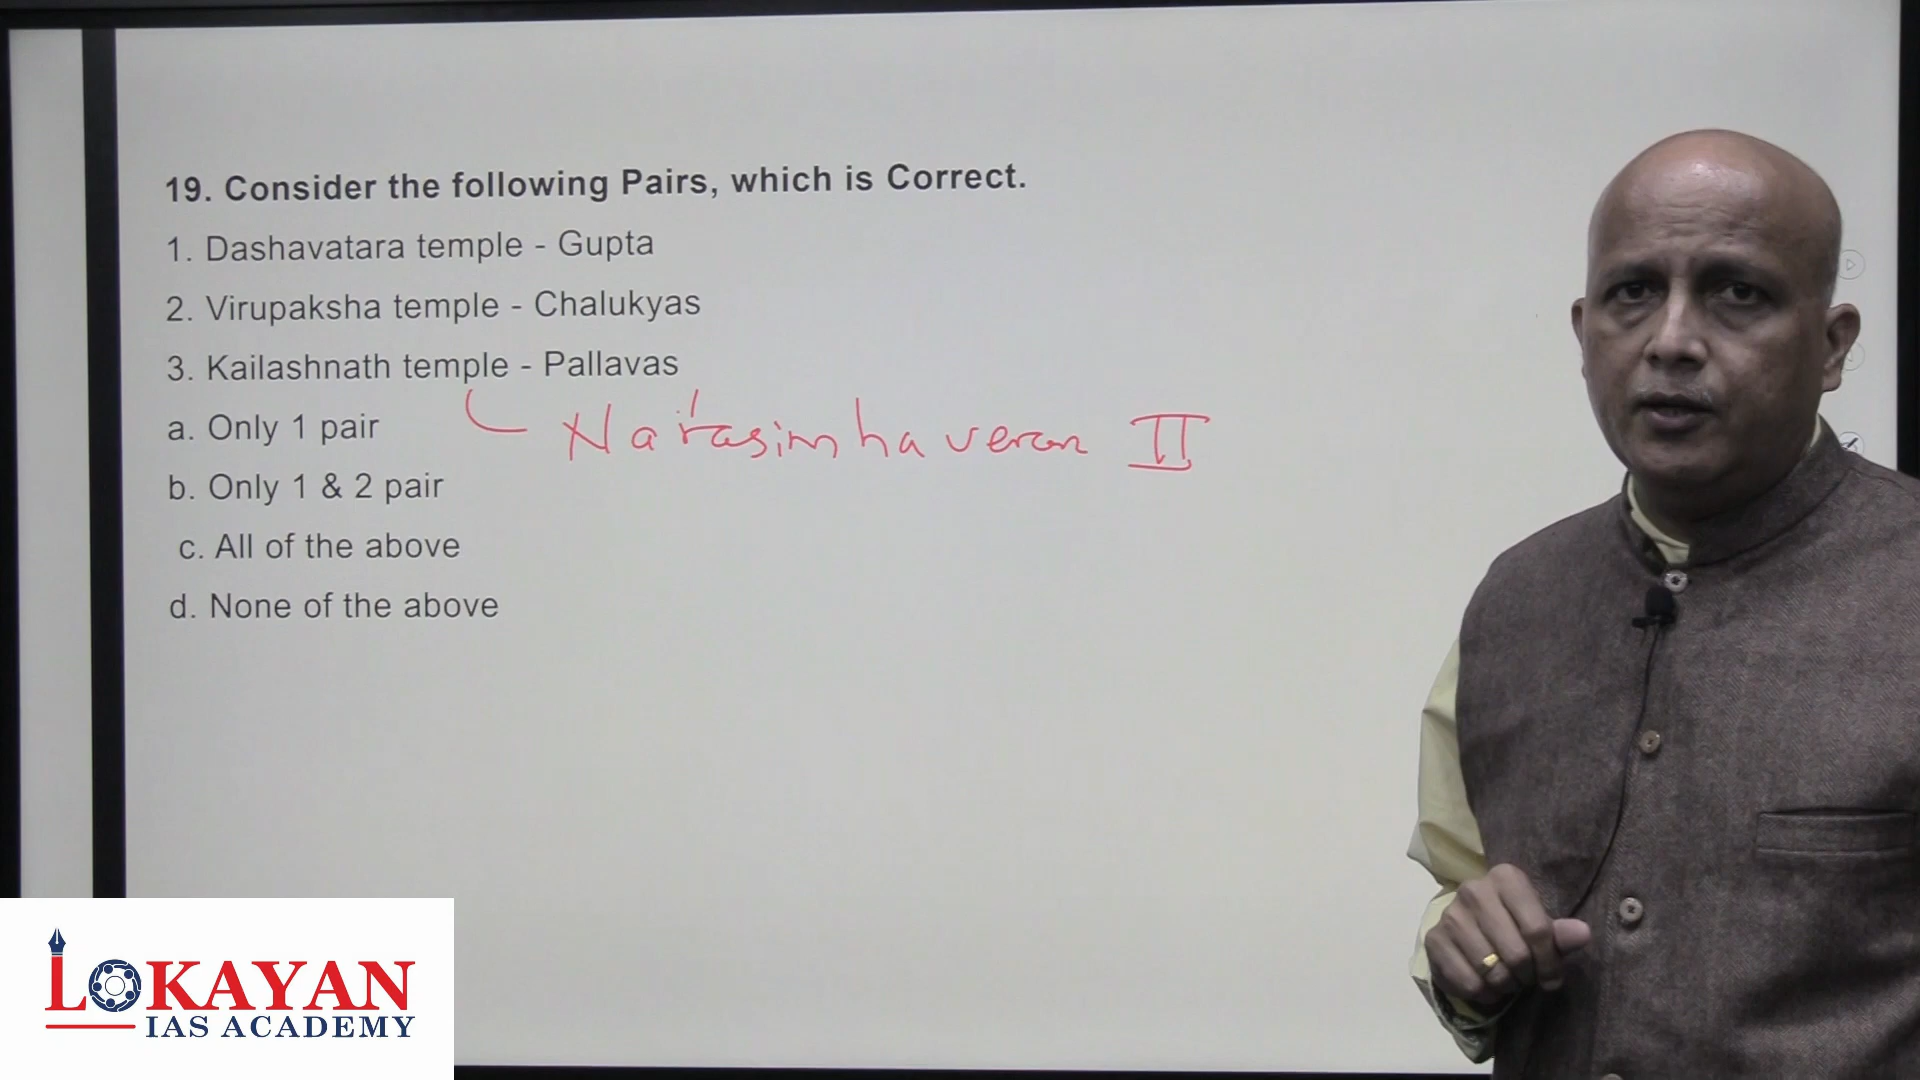 19. Consider the following Pairs, which is Correct.
1. Dashavatara temple - Gupta
2. Virupaksha temple - Chalukyas
3. Kailashnath temple - Pallavas
Narasimhaveran II
a. Only 1 pair
b. Only 1 & 2 pair
c. All of the above
d. None of the above
LOKAYAN
IAS ACADEMY